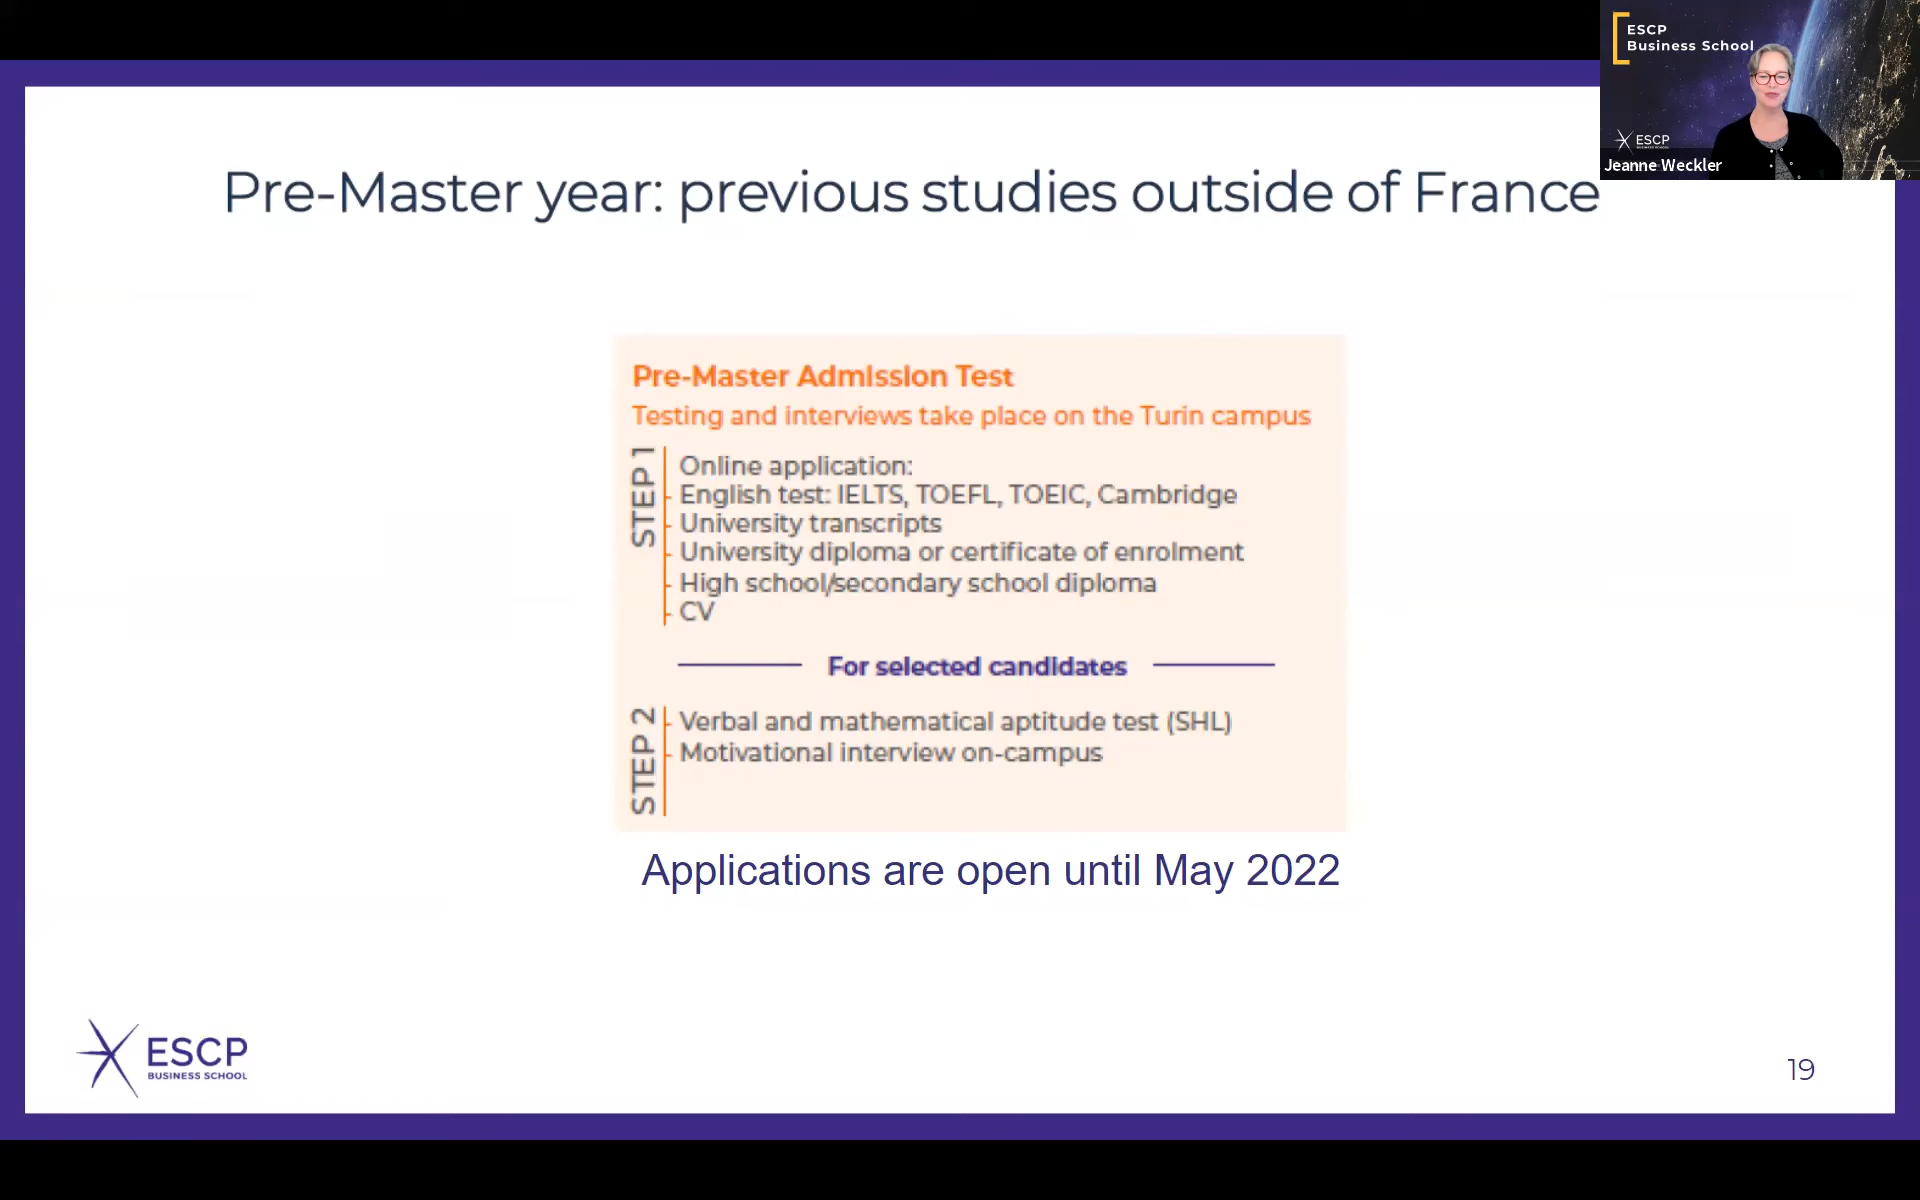 ESCP
Business School
ESCP
BUSINESS SCHOOL
Jeanne Weckler
Pre-Master year: previous studies outside of France
Pre-Master Admission Test
Testing and interviews take place on the Turin campus
STEP 1
Online application:
- English test: IELTS, TOEFL, TOEIC, Cambridge
- University transcripts
- University diploma or certificate of enrolment
- High school/secondary school diploma
- CV
For selected candidates
STEP 2
- Verbal and mathematical aptitude test (SHL)
- Motivational interview on-campus
Applications are open until May 2022
ESCP
BUSINESS SCHOOL
19